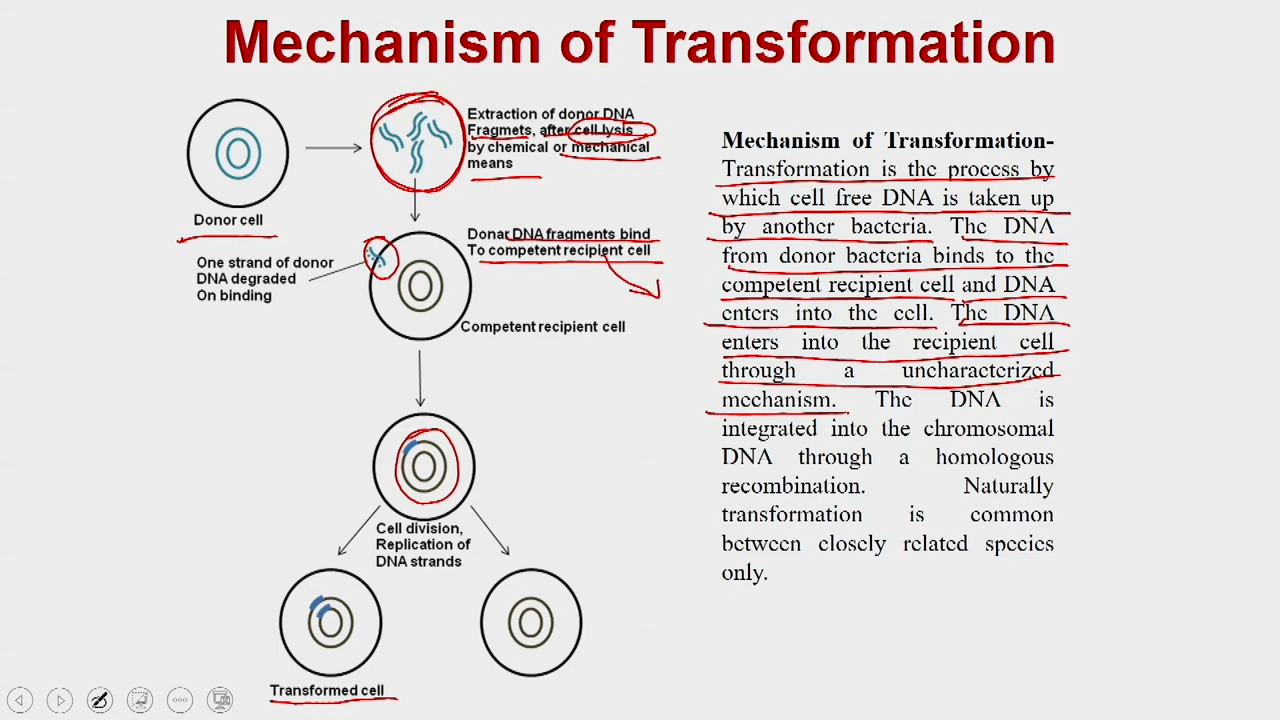 Mechanism of Transformation
Extraction of donor DNA
Fragmets, after cell lysis
by chemical or mechanical
means
Donor cell
Donar DNA fragments bind
To competent recipient cell
One strand of donor
DNA degraded
On binding
Competent recipient cell
Cell division,
Replication of
DNA strands
Transformed cell
Mechanism of Transformation-
Transformation is the process by
which cell free DNA is taken up
by another bacteria. The DNA
from donor bacteria binds to the
competent recipient cell and DNA
enters into the cell. The DNA
enters into the recipient cell
through a uncharacterized
mechanism. The DNA is
integrated into the chromosomal
DNA through a homologous
recombination. Naturally
transformation is common
between closely related species
only.